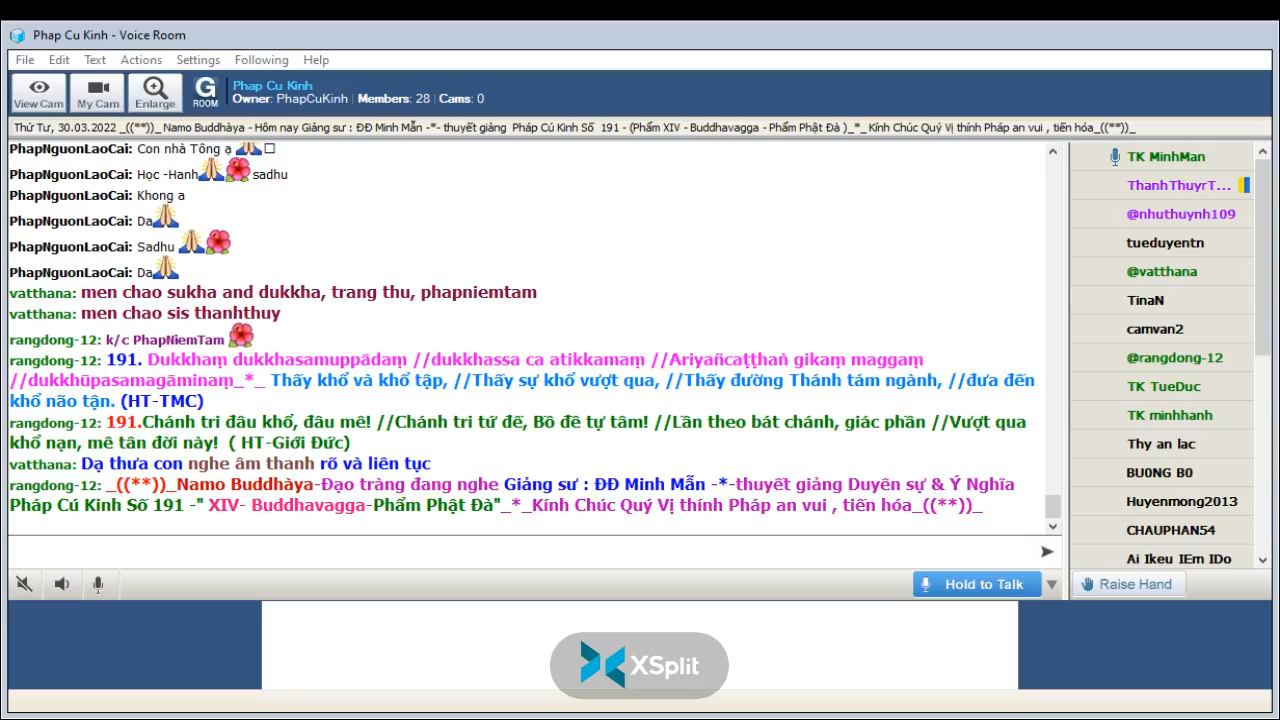 Phap Cu Kinh - Voice Room
File Edit Text Actions Settings Following Help
View Cam My Cam Enlarge G ROOM
Phap Cu Kinh
Owner: PhapCuKinh | Members: 28 | Cams: 0
Thứ Tư, 30.03.2022 _((**))_ Namo Buddhàya - Hôm nay Giảng sư : ĐĐ Minh Mẫn -*- thuyết giảng Pháp Cú Kinh Số 191 - (Phẩm XIV - Buddhavagga - Phẩm Phật Đà )_*_ Kính Chúc Quý Vị thính Pháp an vui , tiến hóa_((**))_
PhapNguonLaoCai: Con nhà Tông ạ
PhapNguonLaoCai: Học -Hanh sadhu
PhapNguonLaoCai: Khong a
PhapNguonLaoCai: Da
PhapNguonLaoCai: Sadhu
PhapNguonLaoCai: Da
vatthana: men chao sukha and dukkha, trang thu, phapniemtam
vatthana: men chao sis thanhthuy
rangdong-12: k/c PhapNiemTam
rangdong-12: 191. Dukkhaṃ dukkhasamuppādaṃ //dukkhassa ca atikkamaṃ //Ariyañcaṭṭhaṅ gikaṃ maggaṃ
//dukkhūpasamagāminaṃ_*_ Thấy khổ và khổ tập, //Thấy sự khổ vượt qua, //Thấy đường Thánh tám ngành, //đưa đến
khổ não tận. (HT-TMC)
rangdong-12: 191.Chánh tri đâu khổ, đâu mê! //Chánh tri tứ đế, Bồ đề tự tâm! //Lần theo bát chánh, giác phần //Vượt qua
khổ nạn, mê tân đời này! ( HT-Giới Đức)
vatthana: Dạ thưa con nghe âm thanh rõ và liên tục
rangdong-12: _((**))_Namo Buddhàya-Đạo tràng đang nghe Giảng sư : ĐĐ Minh Mẫn -*-thuyết giảng Duyên sự & Ý Nghĩa
Pháp Cú Kinh Số 191 -" XIV- Buddhavagga-Phẩm Phật Đà"_*_Kính Chúc Quý Vị thính Pháp an vui , tiến hóa_((**))_
TK MinhMan
ThanhThuyrT...
@nhuthuynh109
tueduyentn
@vatthana
TinaN
camvan2
@rangdong-12
TK TueDuc
TK minhhanh
Thy an lac
BU0NG B0
Huyenmong2013
CHAUPHAN54
Ai Ikeu IEm IDo
Hold to Talk
Raise Hand
XSplit